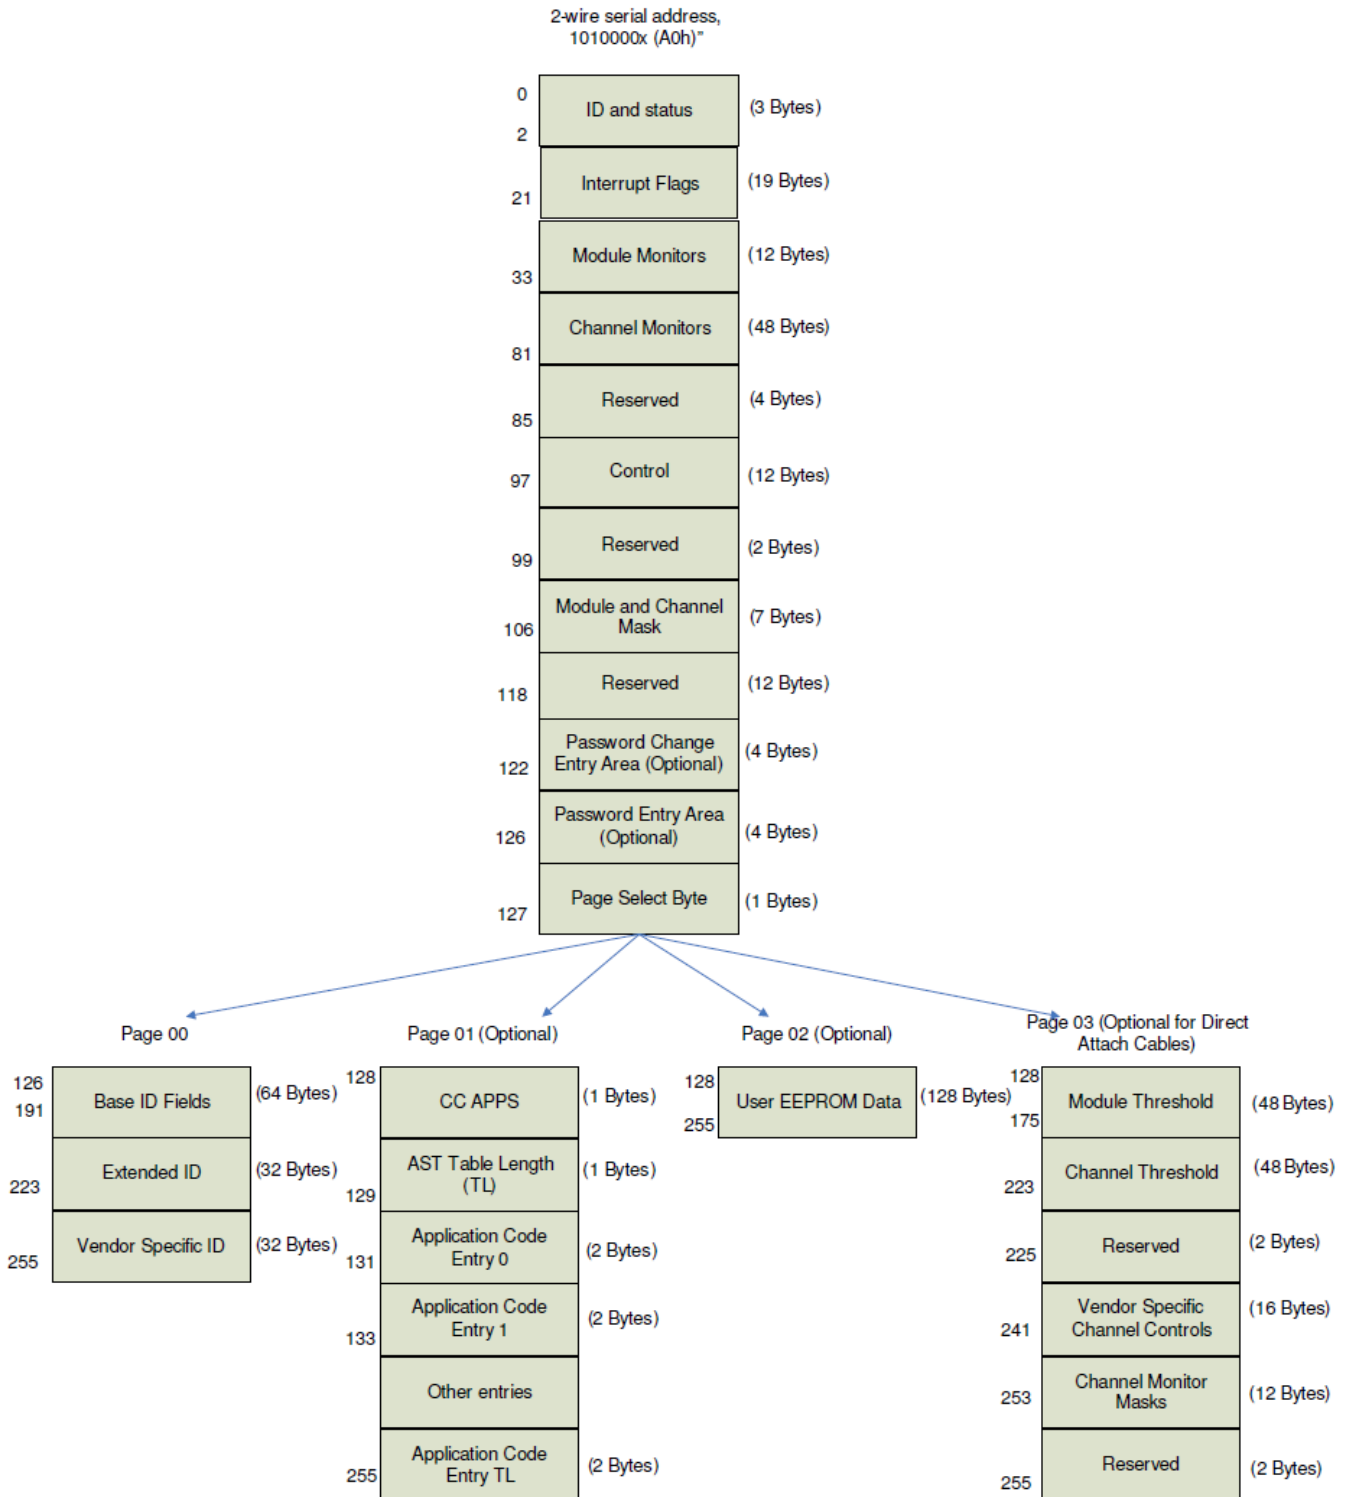 2-wire serial address,
1010000x (A0h)"
0
ID and status
(3 Bytes)
2
Interrupt Flags
(19 Bytes)
21
Module Monitors
(12 Bytes)
33
Channel Monitors
(48 Bytes)
81
Reserved
(4 Bytes)
85
Control
(12 Bytes)
97
Reserved
(2 Bytes)
99
Module and Channel
Mask
(7 Bytes)
106
Reserved
(12 Bytes)
118
Password Change
Entry Area (Optional)
(4 Bytes)
122
Password Entry Area
(Optional)
(4 Bytes)
126
Page Select Byte
(1 Bytes)
127
Page 00
126
191
Base ID Fields
(64 Bytes)
Extended ID
(32 Bytes)
223
Vendor Specific ID
(32 Bytes)
255
Page 01 (Optional)
128
CC APPS
(1 Bytes)
AST Table Length
(TL)
(1 Bytes)
129
Application Code
Entry 0
(2 Bytes)
131
Application Code
Entry 1
(2 Bytes)
133
Other entries
Application Code
Entry TL
(2 Bytes)
255
Page 02 (Optional)
128
User EEPROM Data
(128 Bytes)
255
Page 03 (Optional for Direct
Attach Cables)
128
Module Threshold
(48 Bytes)
175
Channel Threshold
(48 Bytes)
223
Reserved
(2 Bytes)
225
Vendor Specific
Channel Controls
(16 Bytes)
241
Channel Monitor
Masks
(12 Bytes)
253
Reserved
(2 Bytes)
255